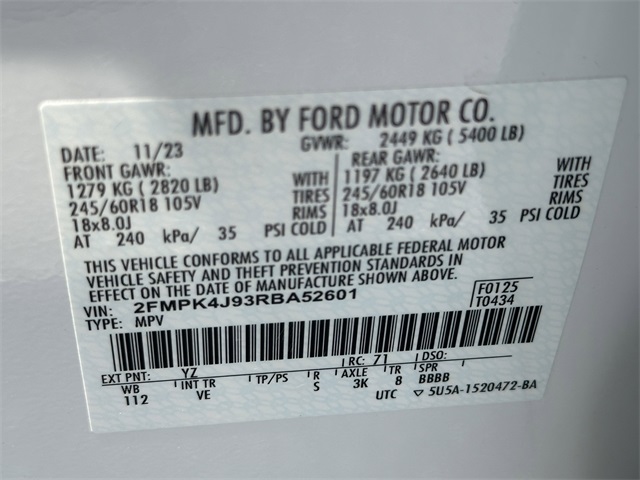 MFD. BY FORD MOTOR CO.
DATE: 11/23 GVWR: 2449 KG ( 5400 LB)
FRONT GAWR: REAR GAWR:
1279 KG ( 2820 LB) WITH 1197 KG ( 2640 LB) WITH
245/60R18 105V TIRES 245/60R18 105V TIRES
18x8.0J RIMS 18x8.0J RIMS
AT 240 kPa/ 35 PSI COLD AT 240 kPa/ 35 PSI COLD
THIS VEHICLE CONFORMS TO ALL APPLICABLE FEDERAL MOTOR
VEHICLE SAFETY AND THEFT PREVENTION STANDARDS IN
EFFECT ON THE DATE OF MANUFACTURE SHOWN ABOVE.
VIN: 2FMPK4J93RBA52601 F0125
TYPE: MPV T0434
EXT PNT: YZ RC: 71 DSO:
WB INT TR TP/PS R AXLE TR SPR
112 VE S 3K 8 BBBB
UTC ▽ 5U5A-1520472-BA